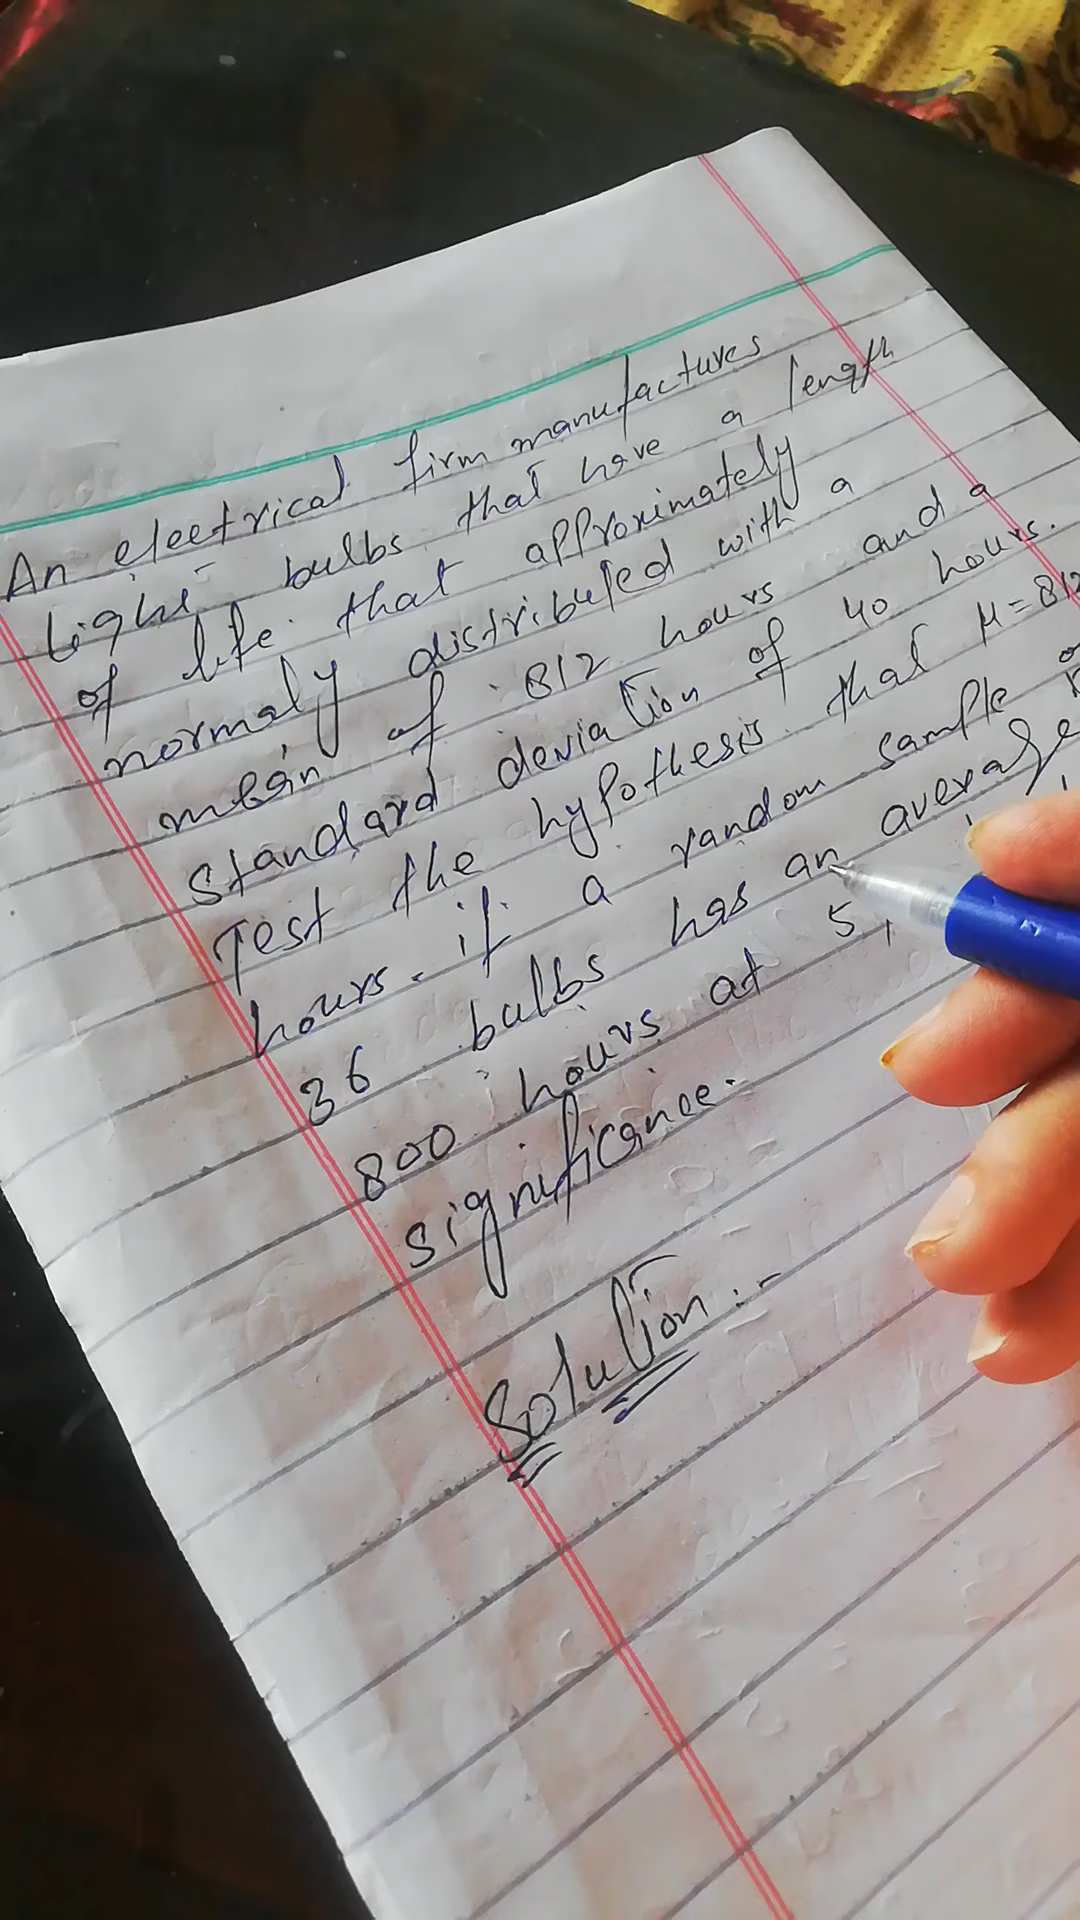 An electrical firm manufactures
light bulbs that have a length
of life that approximately
normaly distributed with a
mean of 812 hours and a
standard deviation of 40 hours.
Test the hypothesis that μ = 812
hours. if a random sample
36 bulbs has an average
800 hours at 5
significance.
Solution :-